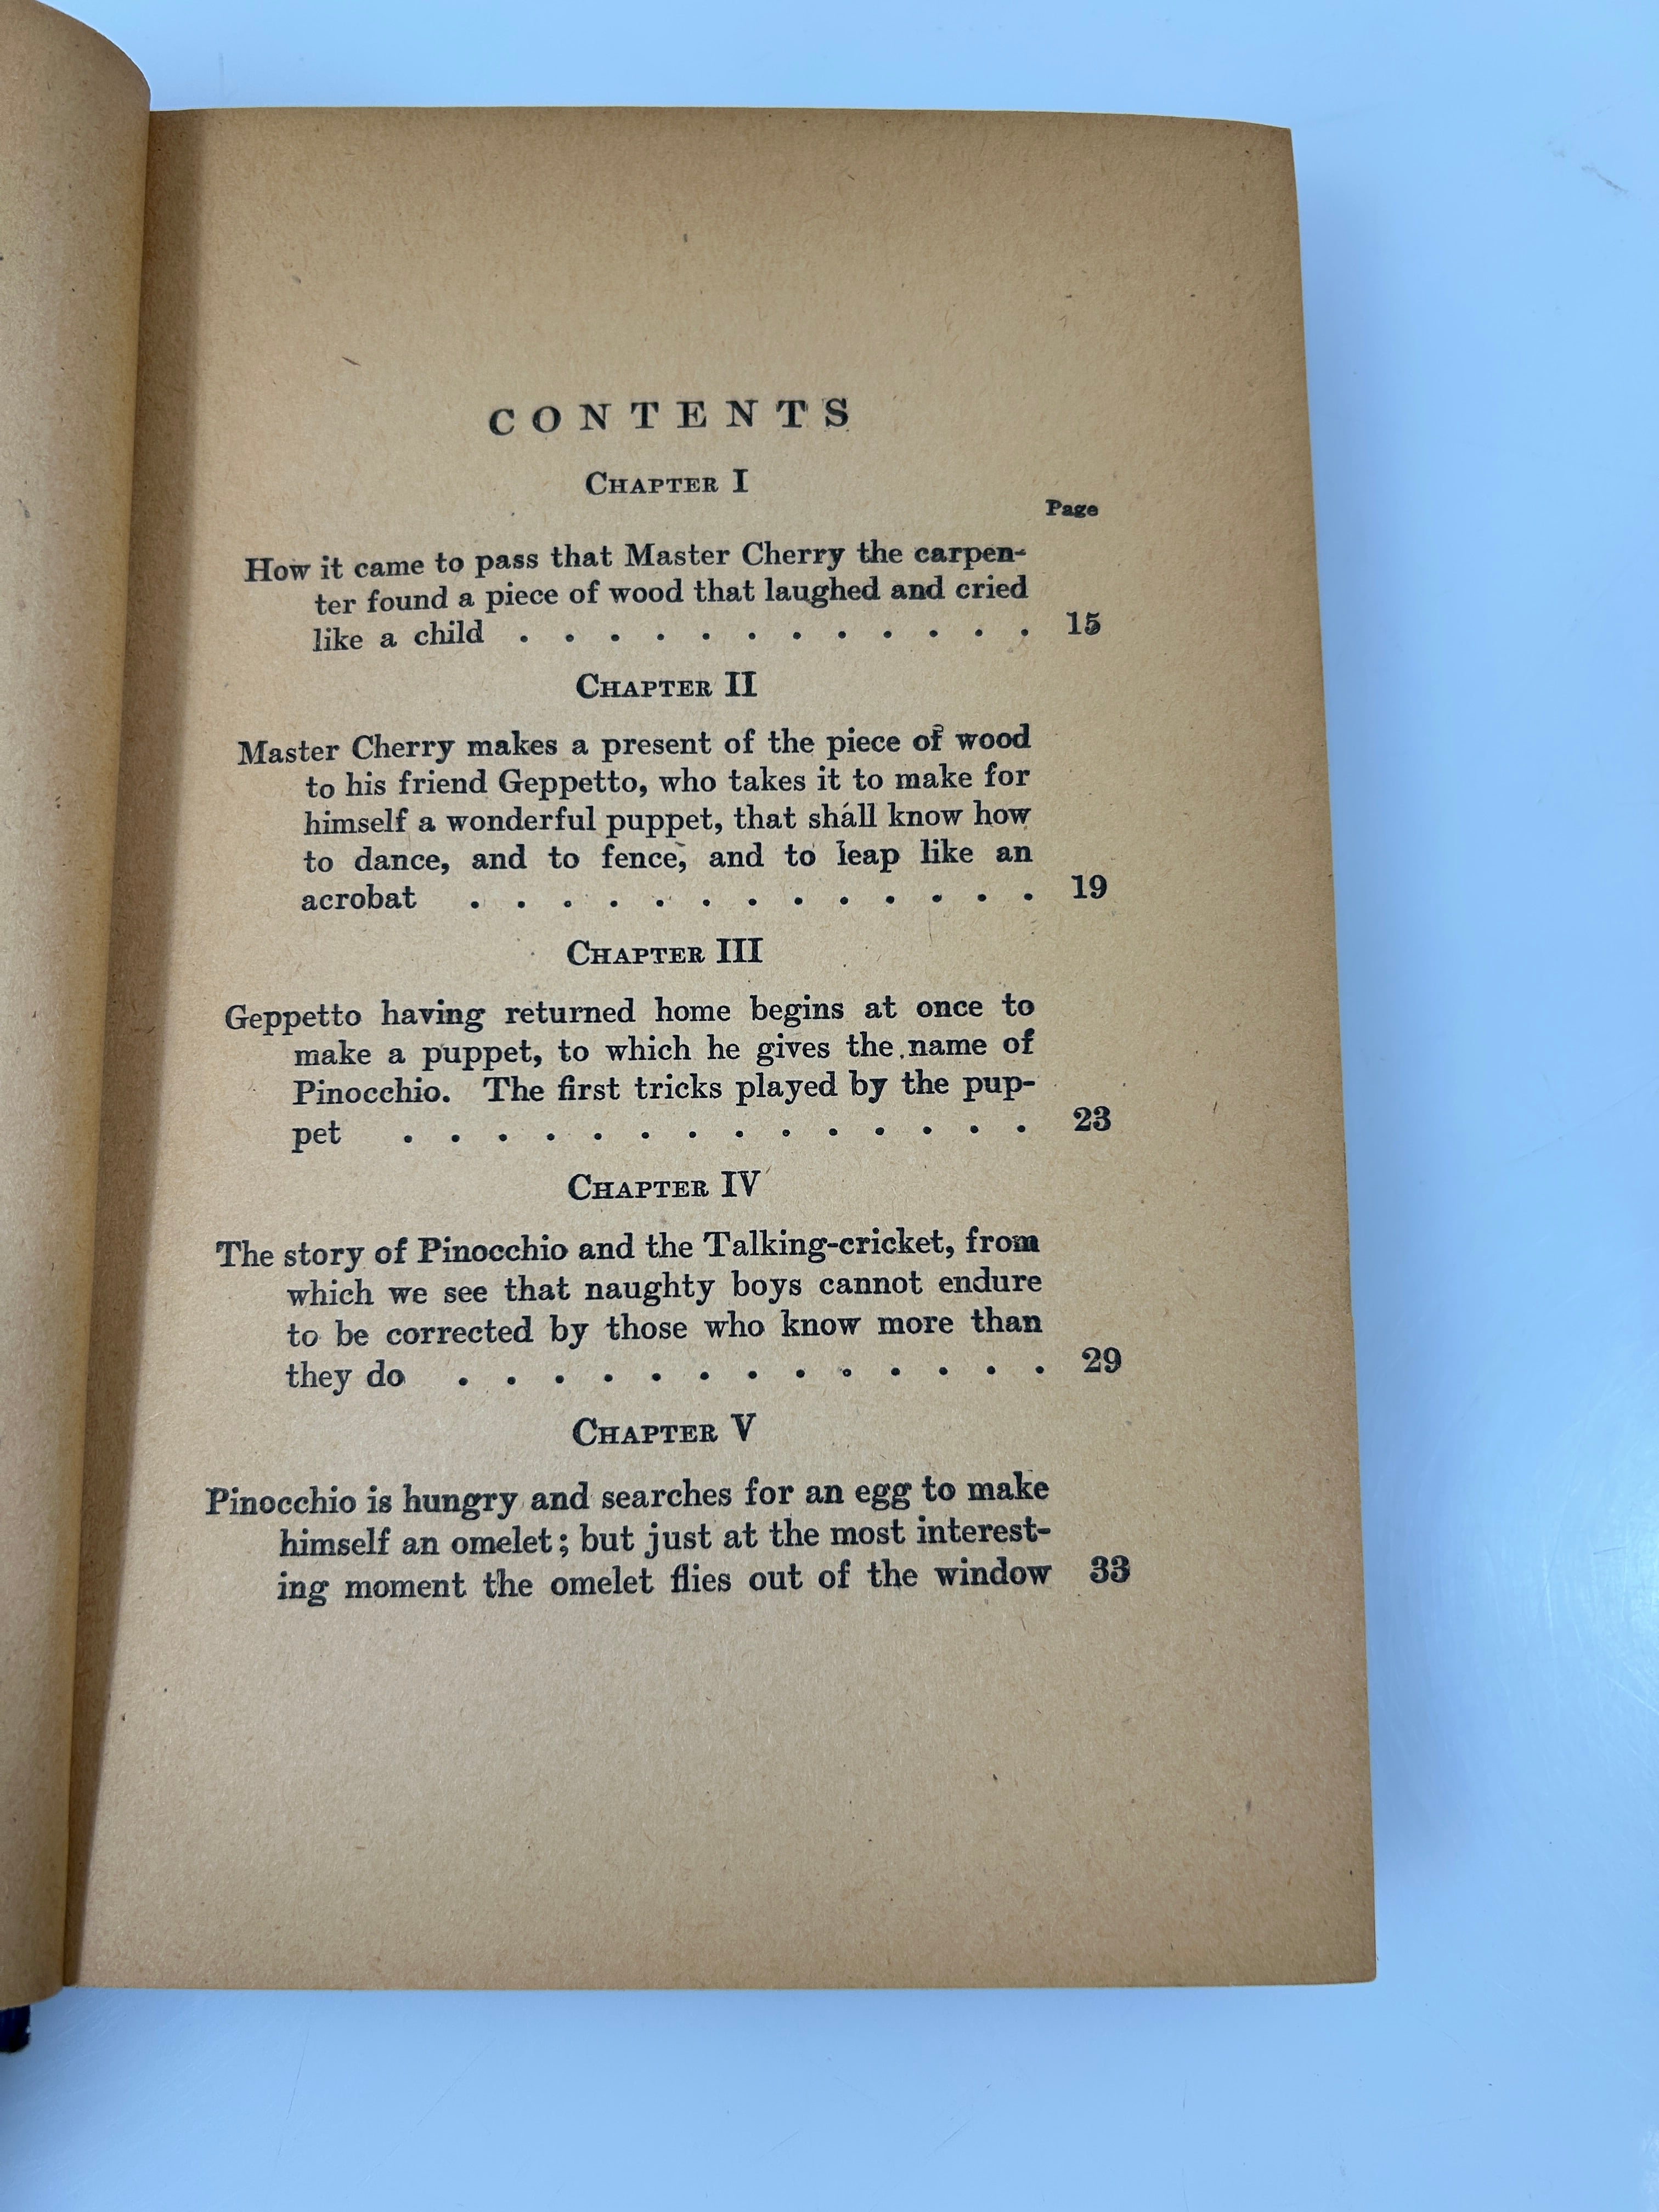 CONTENTS
CHAPTER I
Page
How it came to pass that Master Cherry the carpen-
ter found a piece of wood that laughed and cried
like a child . . . . . . . . . . . . 15
CHAPTER II
Master Cherry makes a present of the piece of wood
to his friend Geppetto, who takes it to make for
himself a wonderful puppet, that shall know how
to dance, and to fence, and to leap like an
acrobat . . . . . . . . . . . . . 19
CHAPTER III
Geppetto having returned home begins at once to
make a puppet, to which he gives the name of
Pinocchio. The first tricks played by the pup-
pet . . . . . . . . . . . . . . 23
CHAPTER IV
The story of Pinocchio and the Talking-cricket, from
which we see that naughty boys cannot endure
to be corrected by those who know more than
they do . . . . . . . . . . . . . 29
CHAPTER V
Pinocchio is hungry and searches for an egg to make
himself an omelet; but just at the most interest-
ing moment the omelet flies out of the window 33